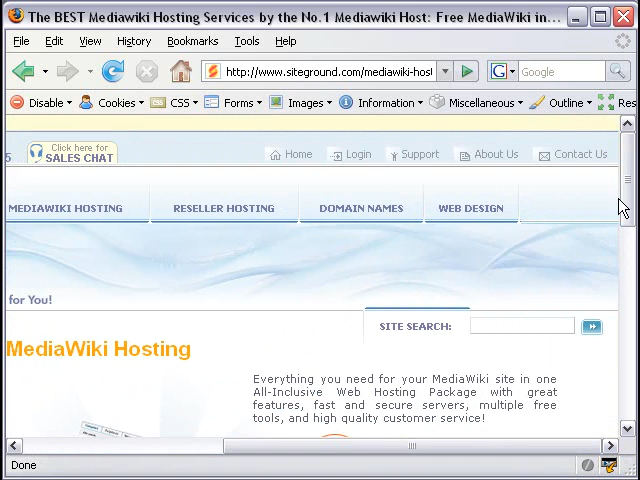 The BEST Mediawiki Hosting Services by the No.1 Mediawiki Host: Free MediaWiki in...
File Edit View History Bookmarks Tools Help
http://www.siteground.com/mediawiki-host
G Google
Disable Cookies CSS Forms Images Information Miscellaneous Outline Res
5 Click here for
SALES CHAT
Home Login Support About Us Contact Us
MEDIAWIKI HOSTING RESELLER HOSTING DOMAIN NAMES WEB DESIGN
for You!
SITE SEARCH:
MediaWiki Hosting
Everything you need for your MediaWiki site in one
All-Inclusive Web Hosting Package with great
features, fast and secure servers, multiple free
tools, and high quality customer service!
Done